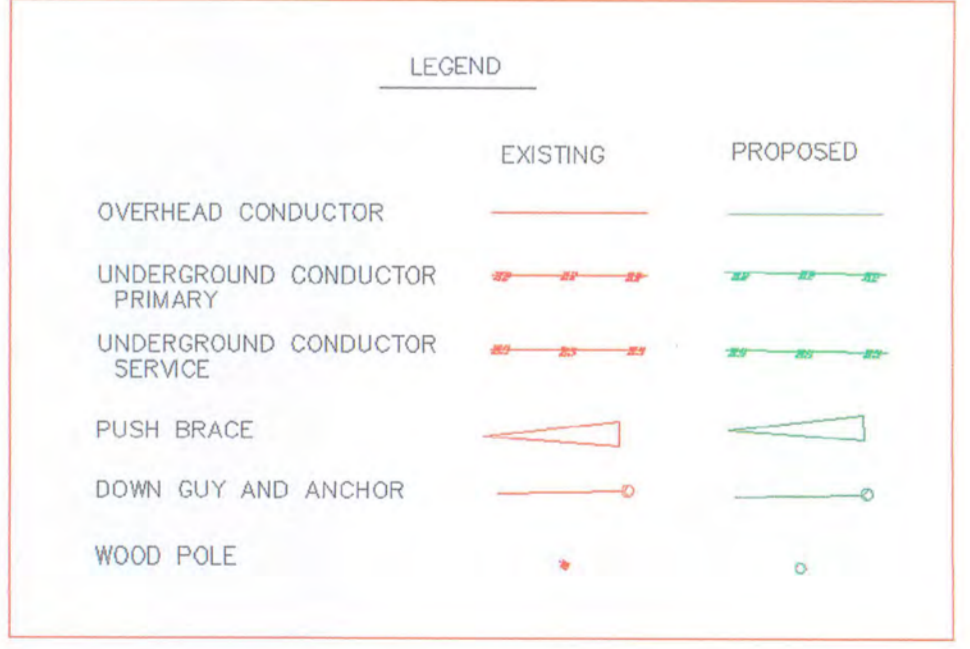 LEGEND
EXISTING PROPOSED
OVERHEAD CONDUCTOR
UNDERGROUND CONDUCTOR
PRIMARY
UNDERGROUND CONDUCTOR
SERVICE
PUSH BRACE
DOWN GUY AND ANCHOR
WOOD POLE